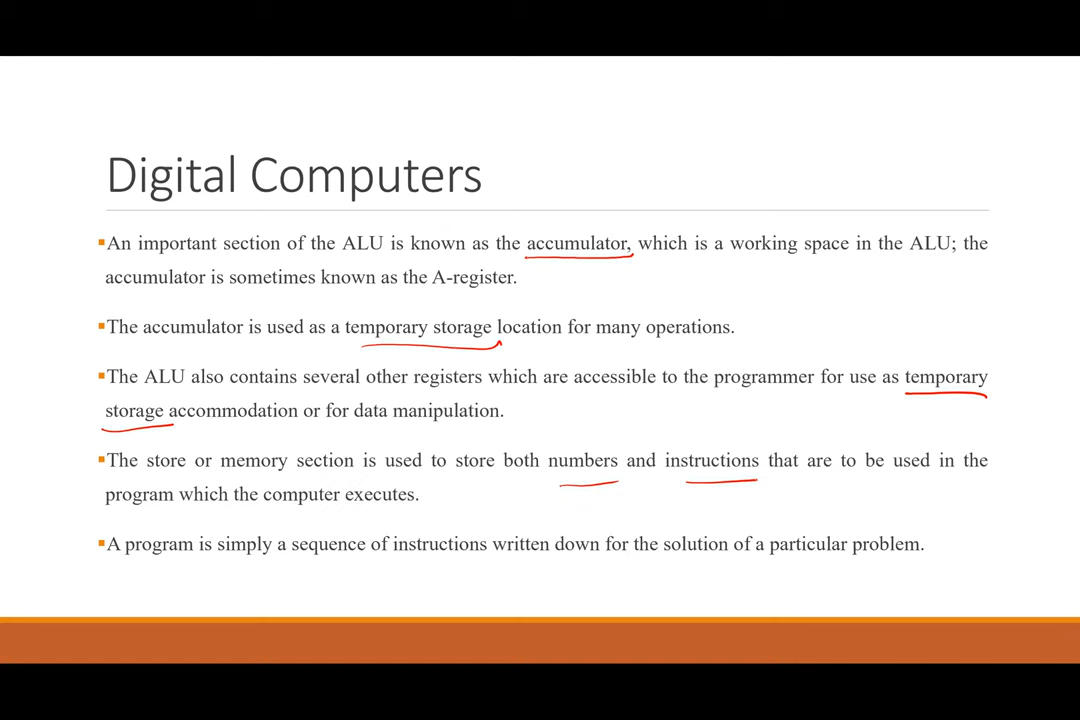 Digital Computers
▪An important section of the ALU is known as the accumulator, which is a working space in the ALU; the
accumulator is sometimes known as the A-register.
▪The accumulator is used as a temporary storage location for many operations.
▪The ALU also contains several other registers which are accessible to the programmer for use as temporary
storage accommodation or for data manipulation.
▪The store or memory section is used to store both numbers and instructions that are to be used in the
program which the computer executes.
▪A program is simply a sequence of instructions written down for the solution of a particular problem.